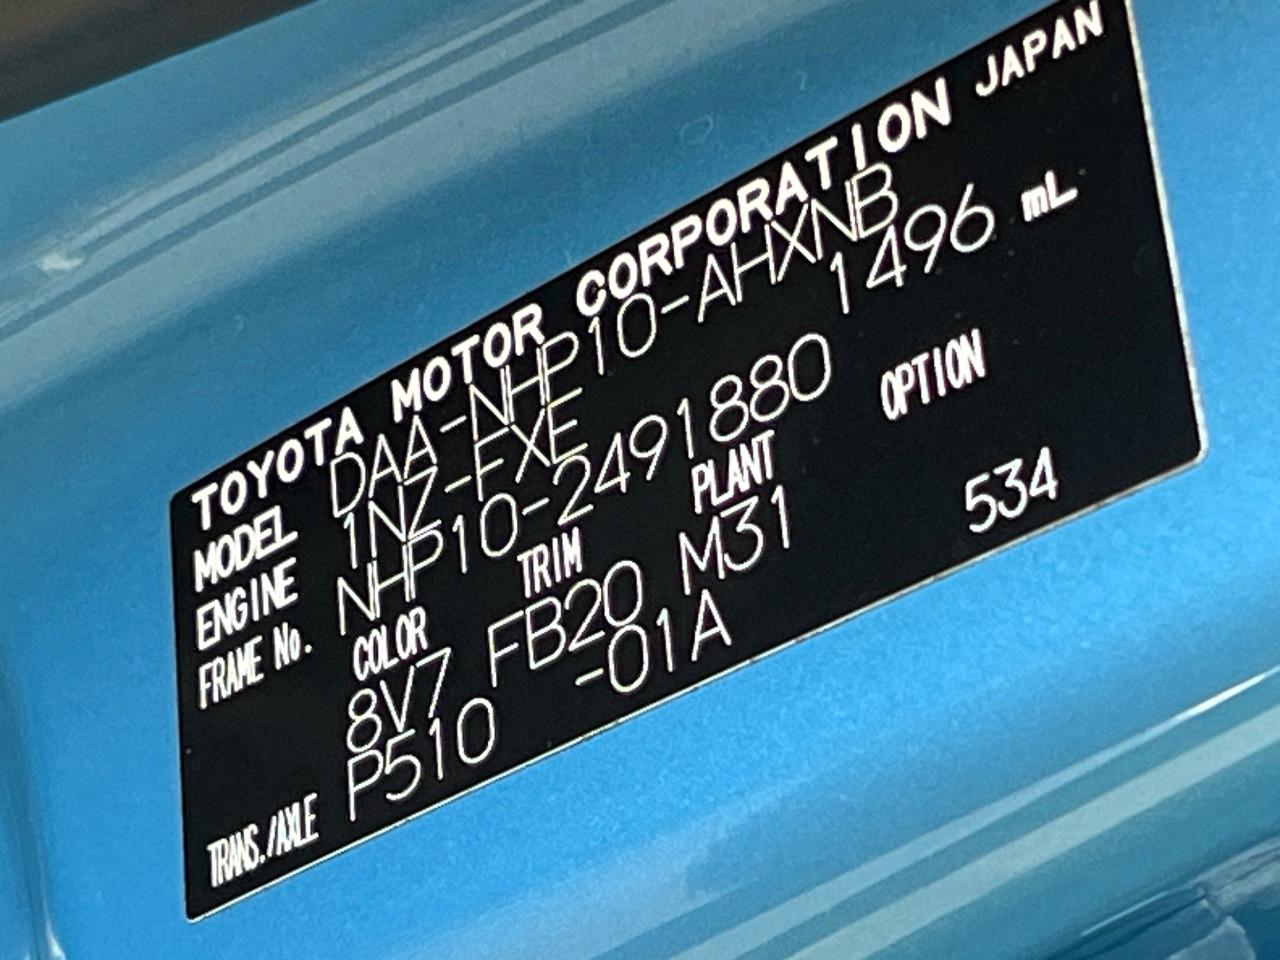 TOYOTA MOTOR CORPORATION JAPAN
MODEL DAA-NHP10-AHXNB
ENGINE 1NZ-FXE 1496 mL
FRAME No. NHP10-2491880
COLOR TRIM PLANT OPTION
8V7 FB20 M31 534
TRANS./AXLE P510 -01A